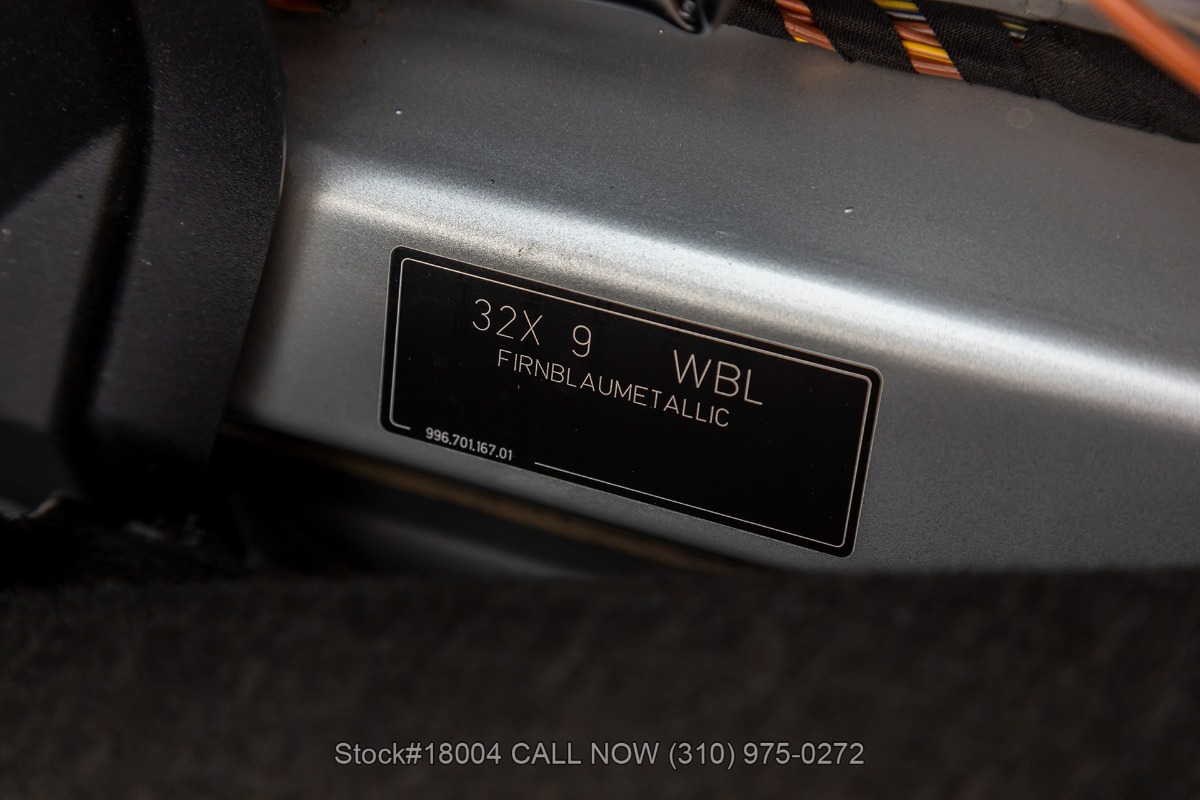 32X 9 WBL
FIRNBLAUMETALLIC
996.701.167.01
Stock#18004 CALL NOW (310) 975-0272